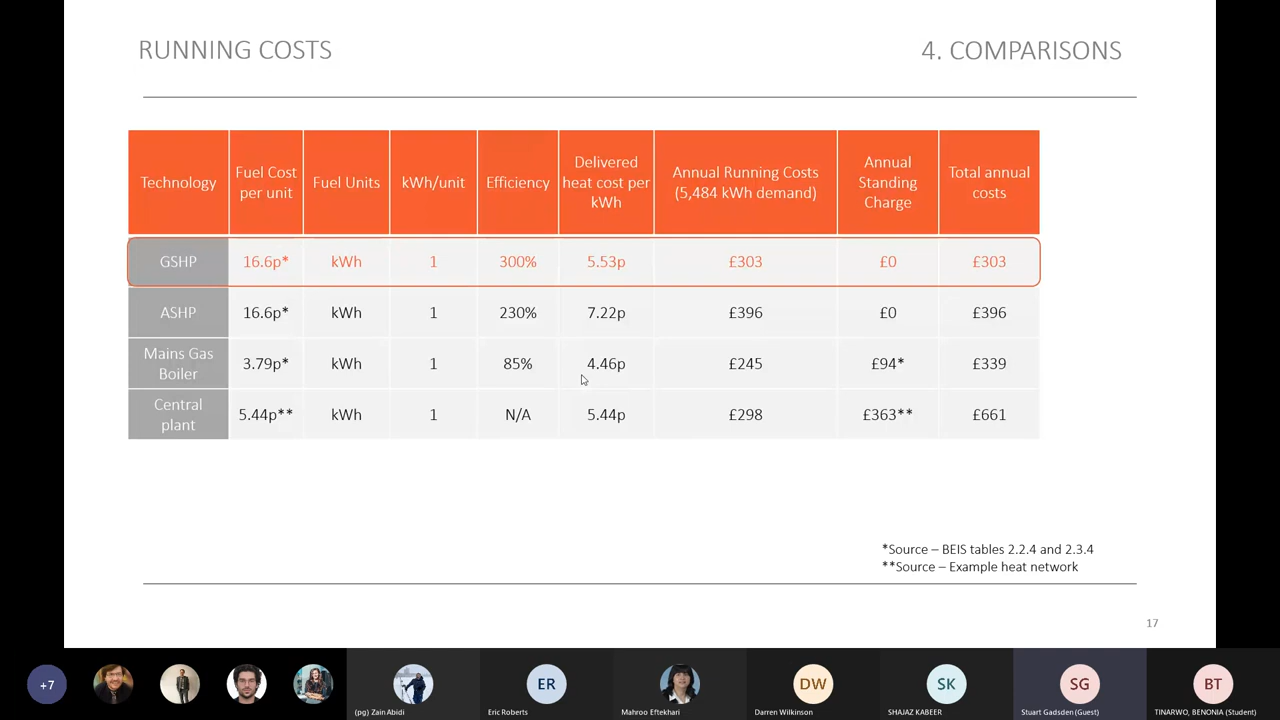 RUNNING COSTS
4. COMPARISONS
Technology
Fuel Cost
per unit
Fuel Units
kWh/unit
Efficiency
Delivered
heat cost per
kWh
Annual Running Costs
(5,484 kWh demand)
Annual
Standing
Charge
Total annual
costs
GSHP 16.6p* kWh 1 300% 5.53p £303 £0 £303
ASHP 16.6p* kWh 1 230% 7.22p £396 £0 £396
Mains Gas
Boiler
3.79p* kWh 1 85% 4.46p £245 £94* £339
Central
plant
5.44p** kWh 1 N/A 5.44p £298 £363** £661
*Source – BEIS tables 2.2.4 and 2.3.4
**Source – Example heat network
17
+7
ER
DW
SK
SG
BT
(pg) Zain Abidi
Eric Roberts
Mahroo Eftekhari
Darren Wilkinson
SHAJAZ KABEER
Stuart Gadsden (Guest)
TINARWO, BENONIA (Student)